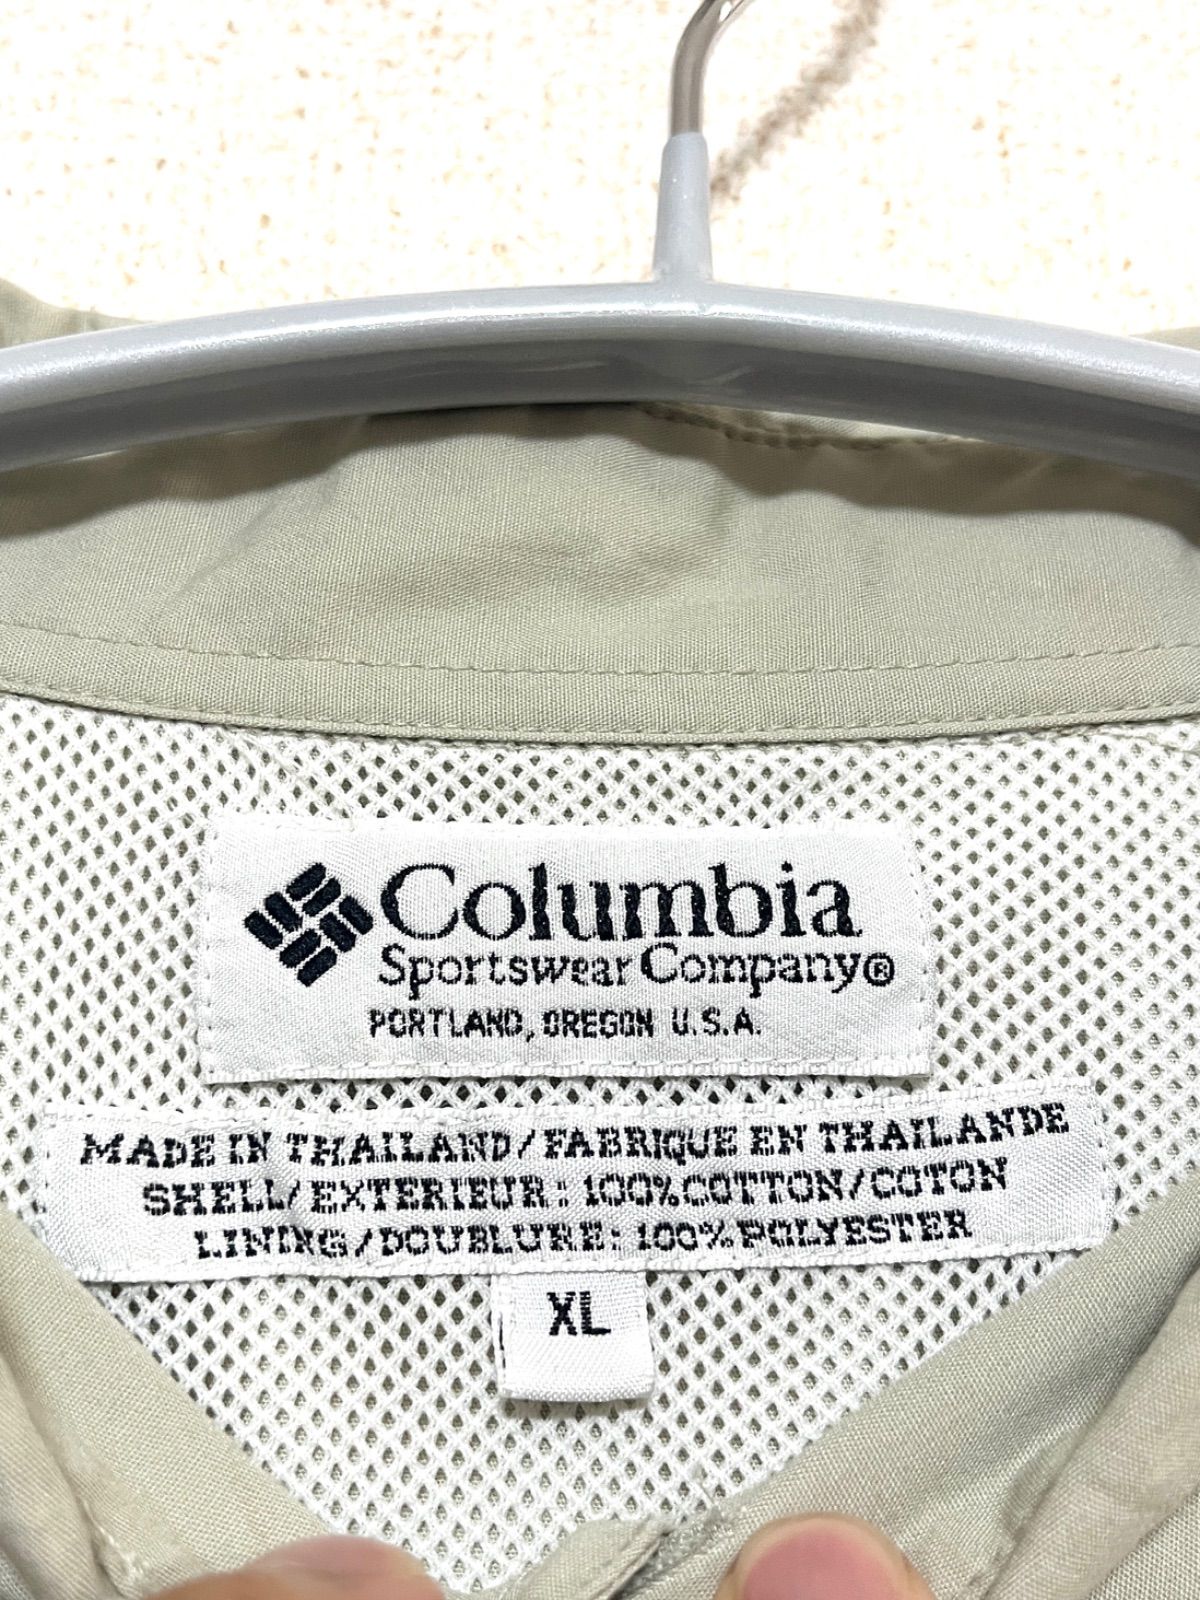 Columbia
Sportswear Company®
PORTLAND, OREGON U.S.A.
MADE IN THAILAND/FABRIQUE EN THAILANDE
SHELL/EXTERIEUR: 100% COTTON/COTON
LINING/DOUBLURE: 100% POLYESTER
XL